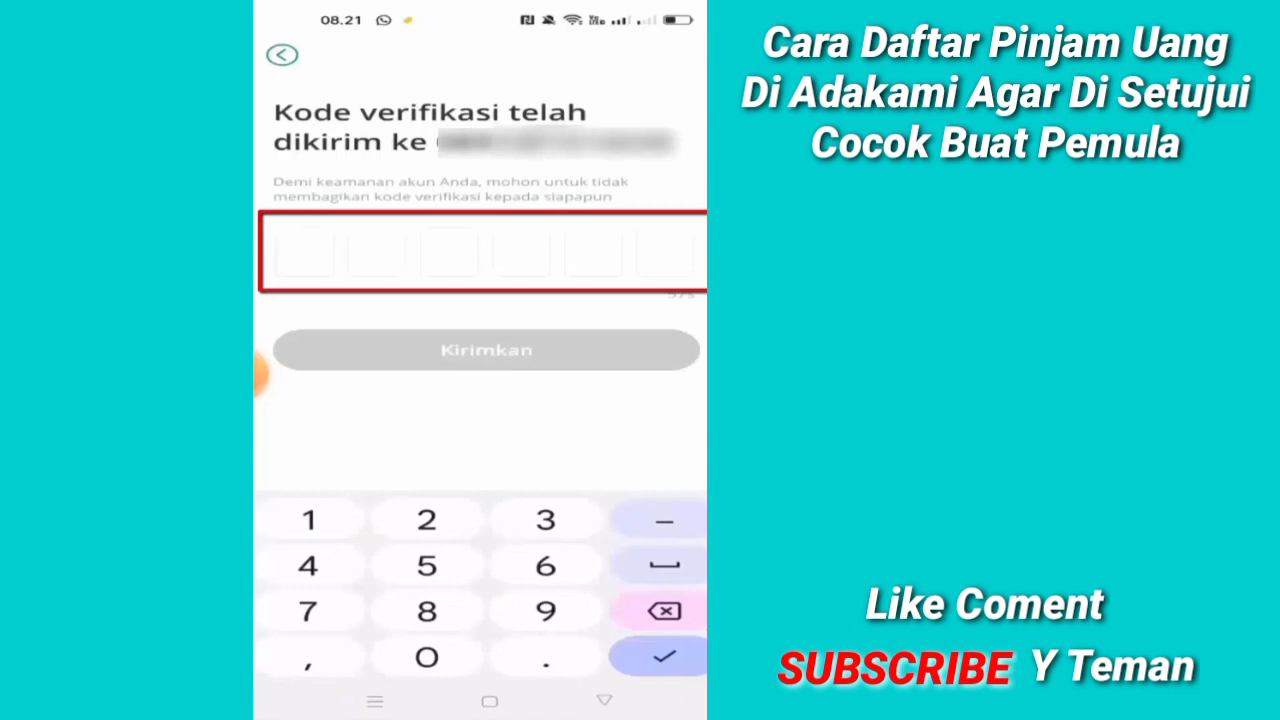 08.21
Kode verifikasi telah
dikirim ke
Demi keamanan akun Anda, mohon untuk tidak
membagikan kode verifikasi kepada siapapun
Kirimkan
1 2 3 –
4 5 6
7 8 9
, 0 .
Cara Daftar Pinjam Uang
Di Adakami Agar Di Setujui
Cocok Buat Pemula
Like Coment
SUBSCRIBE Y Teman